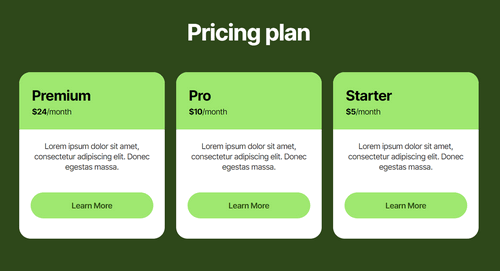 Pricing plan
Premium
$24/month
Lorem ipsum dolor sit amet,
consectetur adipiscing elit. Donec
egestas massa.
Learn More
Pro
$10/month
Lorem ipsum dolor sit amet,
consectetur adipiscing elit. Donec
egestas massa.
Learn More
Starter
$5/month
Lorem ipsum dolor sit amet,
consectetur adipiscing elit. Donec
egestas massa.
Learn More